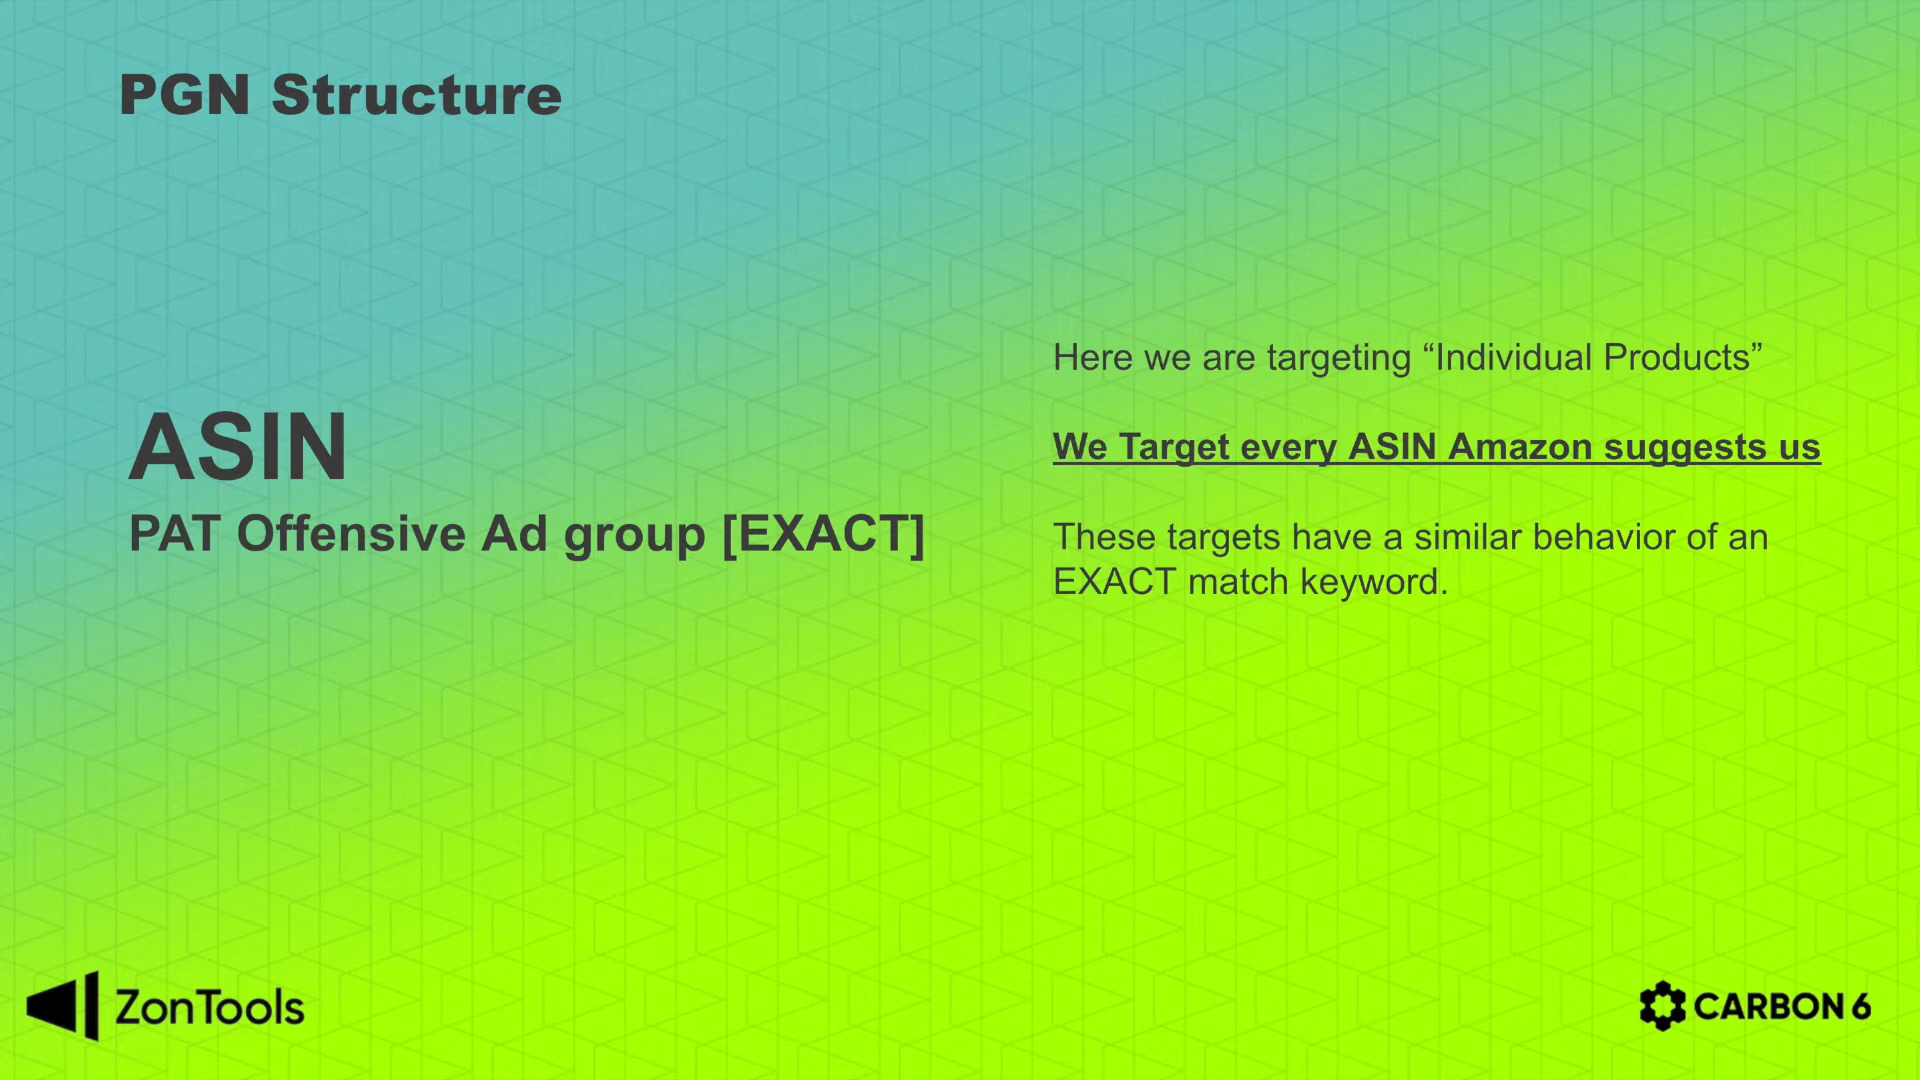 PGN Structure
ASIN
PAT Offensive Ad group [EXACT]
Here we are targeting “Individual Products”
We Target every ASIN Amazon suggests us
These targets have a similar behavior of an
EXACT match keyword.
ZonTools
CARBON 6